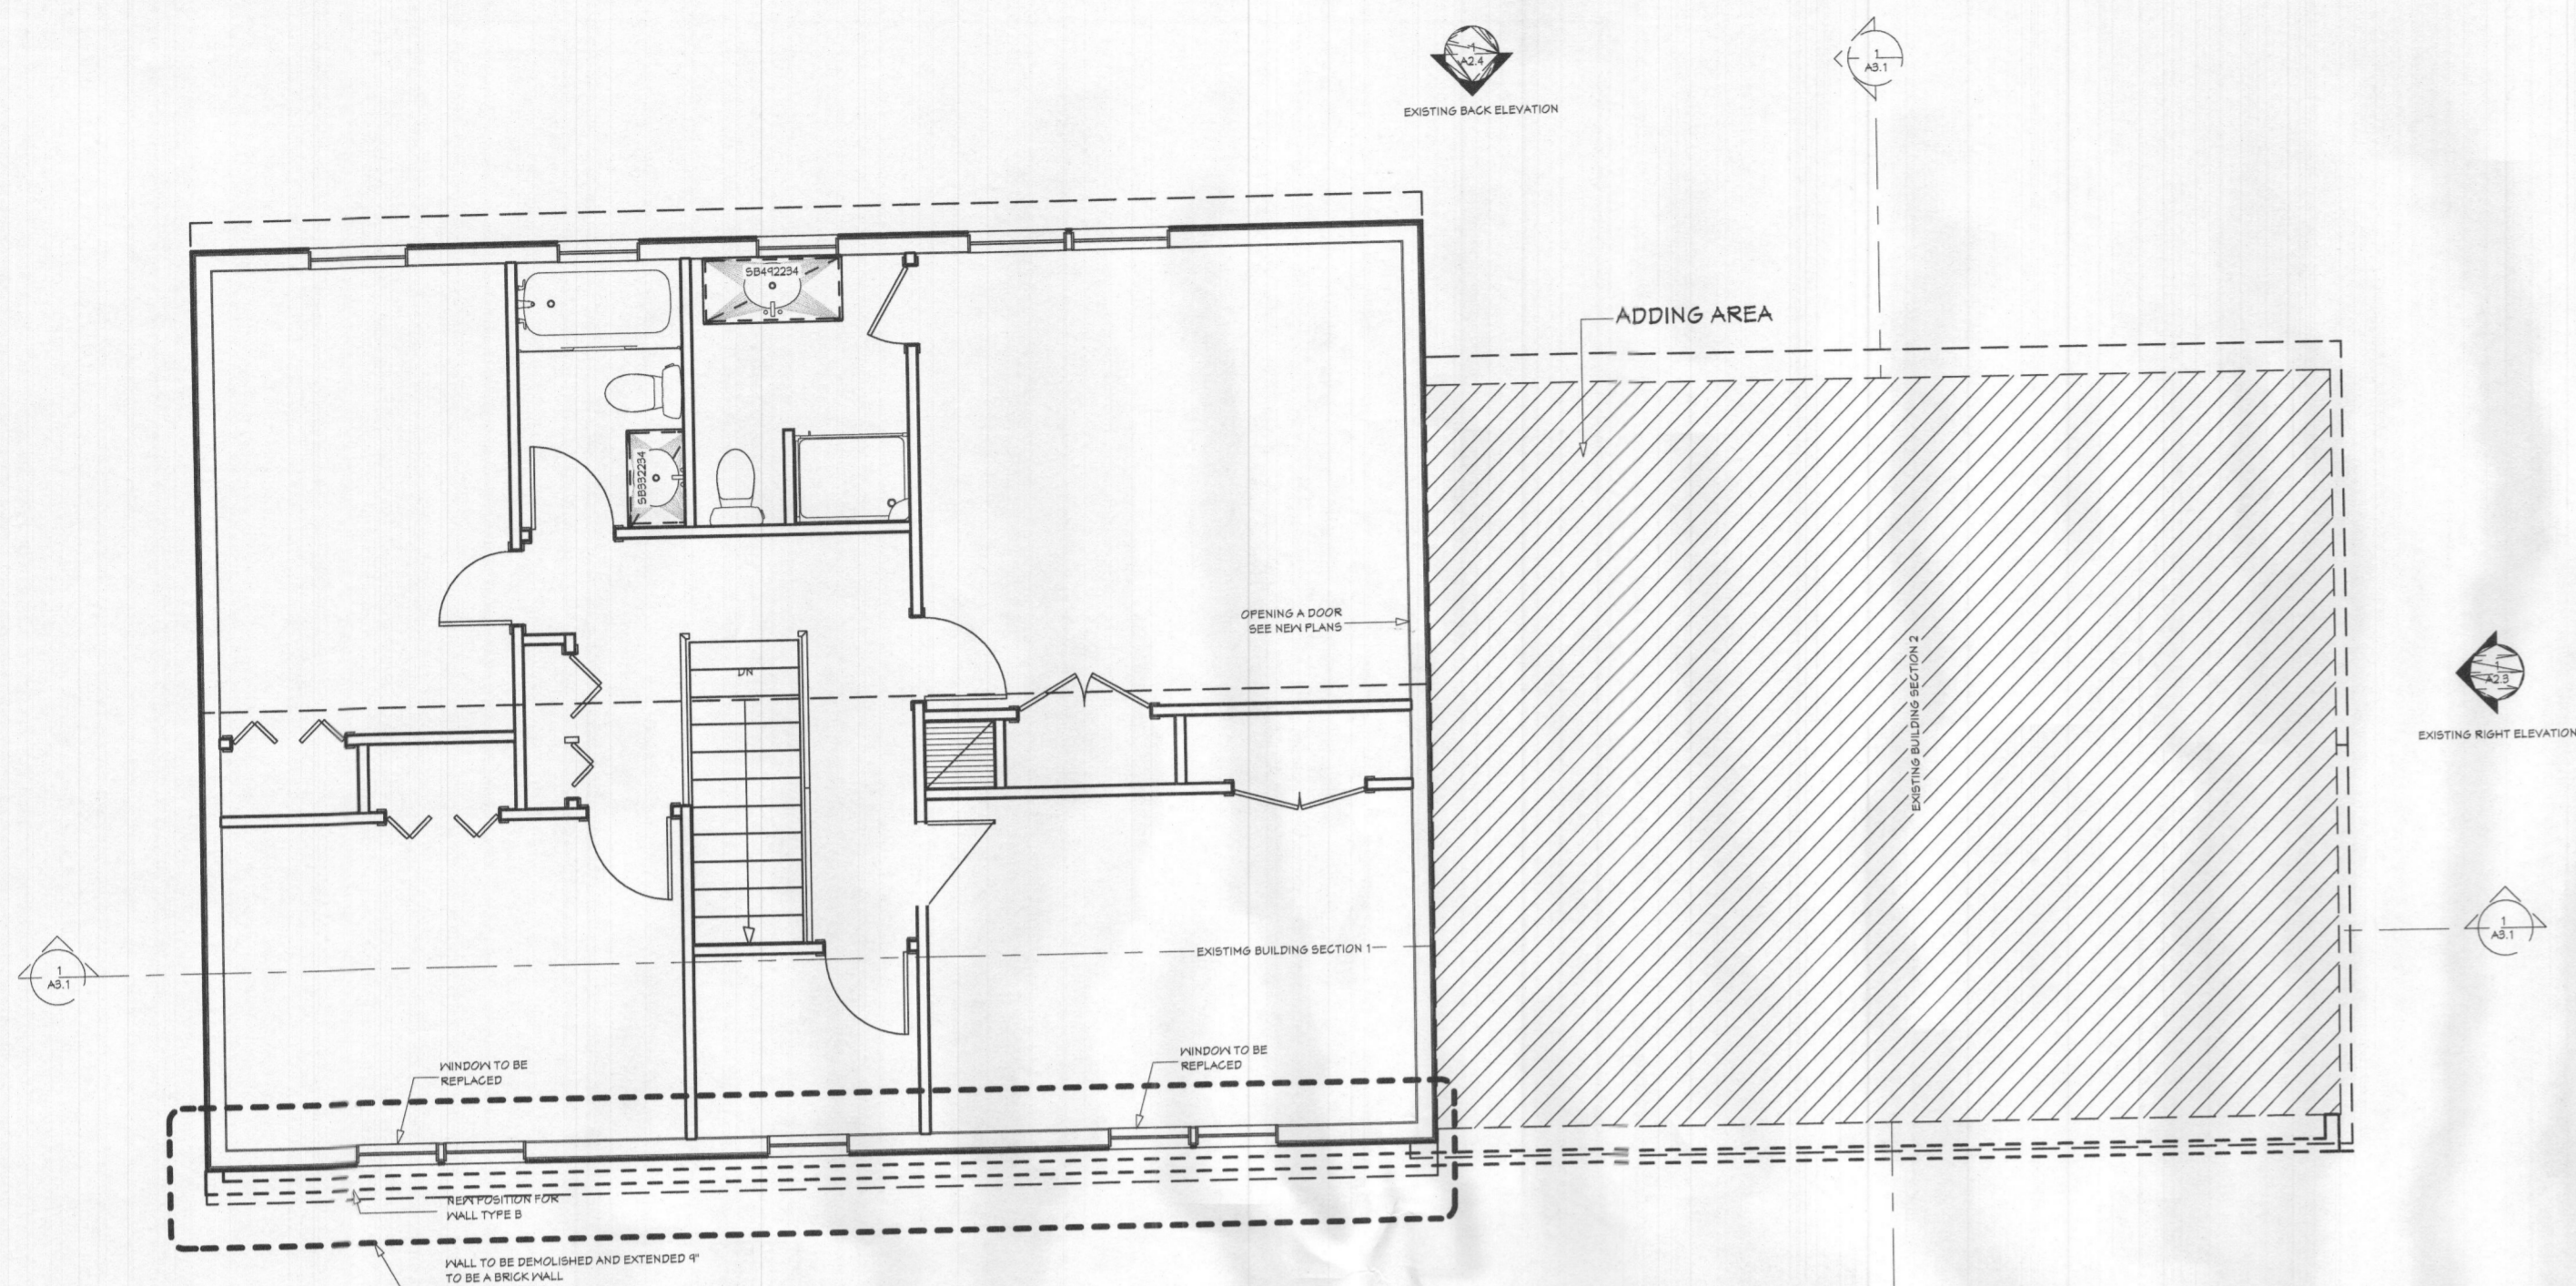 1
A2.4
EXISTING BACK ELEVATION
1
A3.1
SB492234
ADDING AREA
SB332234
OPENING A DOOR
SEE NEW PLANS
DN
EXISTING BUILDING SECTION 2
1
A2.3
EXISTING RIGHT ELEVATION
1
A3.1
EXISTIMG BUILDING SECTION 1
1
A3.1
WINDOW TO BE
REPLACED
WINDOW TO BE
REPLACED
NEW POSITION FOR
WALL TYPE B
WALL TO BE DEMOLISHED AND EXTENDED 9"
TO BE A BRICK WALL